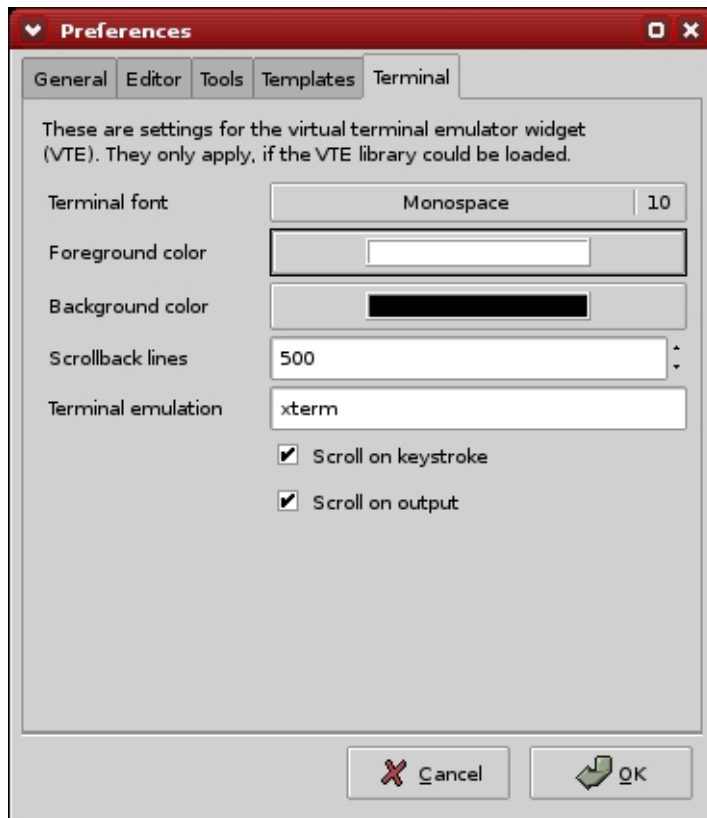 Preferences
General Editor Tools Templates Terminal
These are settings for the virtual terminal emulator widget
(VTE). They only apply, if the VTE library could be loaded.
Terminal font Monospace 10
Foreground color
Background color
Scrollback lines 500
Terminal emulation xterm
Scroll on keystroke
Scroll on output
Cancel OK